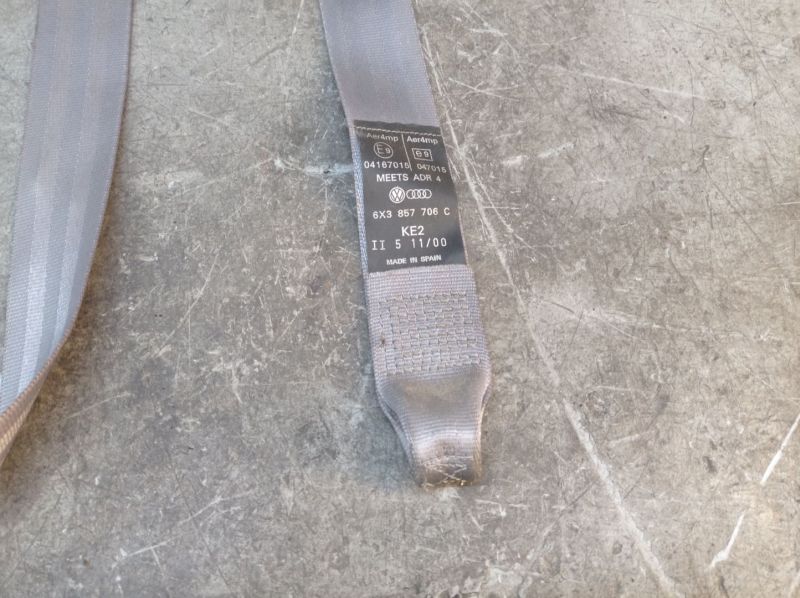 Aer4mp Aer4mp
E9 e9
04167015 047015
MEETS ADR 4
VW
6X3 857 706 C
KE2
II 5 11/00
MADE IN SPAIN